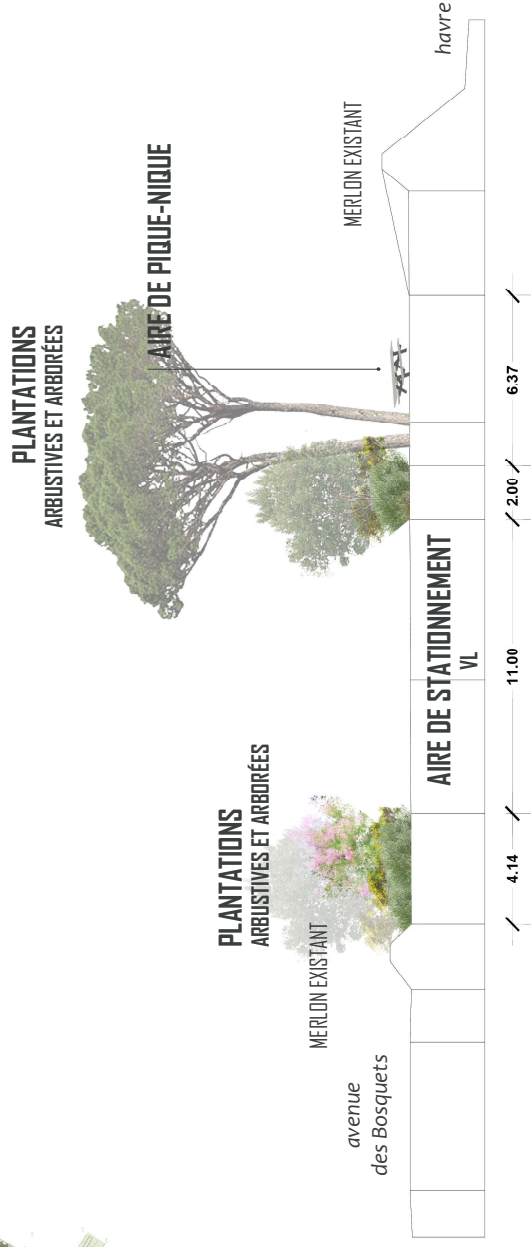 avenue
des Bosquets
MERLON EXISTANT
PLANTATIONS
ARBUSTIVES ET ARBORÉES
AIRE DE STATIONNEMENT
VL
PLANTATIONS
ARBUSTIVES ET ARBORÉES
AIRE DE PIQUE-NIQUE
MERLON EXISTANT
havre
4.14
11.00
2.00
6.37